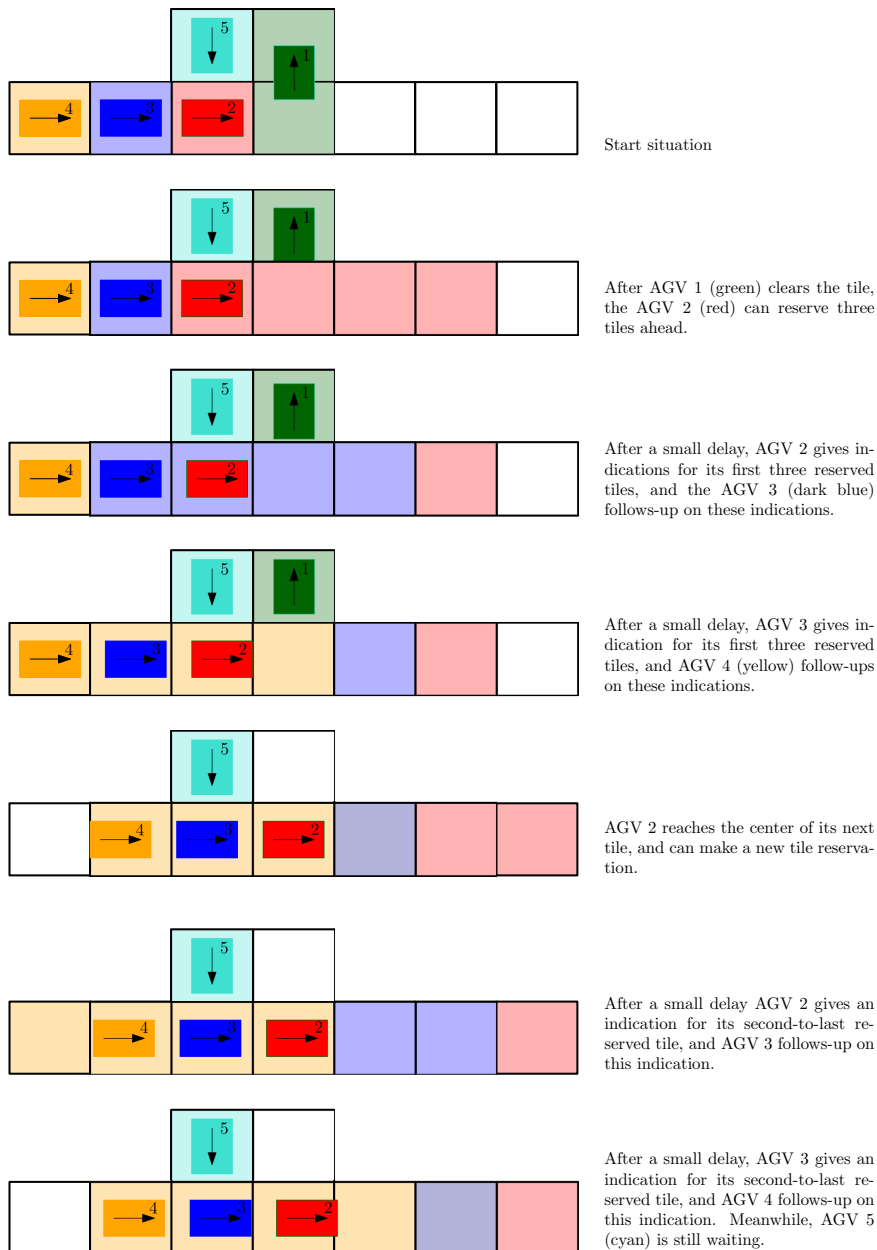 5
1
4
3
2
Start situation
5
1
4
3
2
After AGV 1 (green) clears the tile,
the AGV 2 (red) can reserve three
tiles ahead.
5
1
4
3
2
After a small delay, AGV 2 gives in-
dications for its first three reserved
tiles, and the AGV 3 (dark blue)
follows-up on these indications.
5
1
4
3
2
After a small delay, AGV 3 gives in-
dication for its first three reserved
tiles, and AGV 4 (yellow) follow-ups
on these indications.
5
4
3
2
AGV 2 reaches the center of its next
tile, and can make a new tile reserva-
tion.
5
4
3
2
After a small delay AGV 2 gives an
indication for its second-to-last re-
served tile, and AGV 3 follows-up on
this indication.
5
4
3
2
After a small delay, AGV 3 gives an
indication for its second-to-last re-
served tile, and AGV 4 follows-up on
this indication. Meanwhile, AGV 5
(cyan) is still waiting.